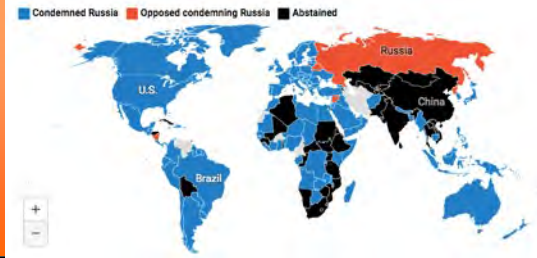 Condemned Russia Opposed condemning Russia Abstained
Russia
U.S.
China
Brazil
+
−